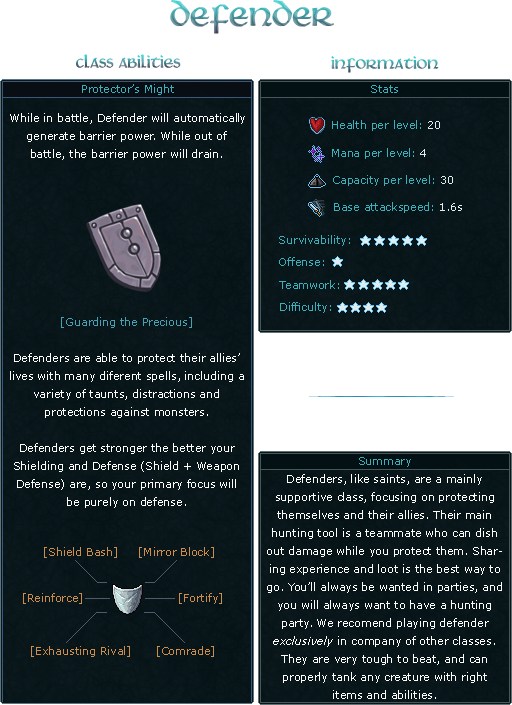 Defender
Class Abilities
Protector's Might
While in battle, Defender will automatically
generate barrier power. While out of
battle, the barrier power will drain.
[Guarding the Precious]
Defenders are able to protect their allies'
lives with many diferent spells, including a
variety of taunts, distractions and
protections against monsters.
Defenders get stronger the better your
Shielding and Defense (Shield + Weapon
Defense) are, so your primary focus will
be purely on defense.
[Shield Bash] [Mirror Block]
[Reinforce] [Fortify]
[Exhausting Rival] [Comrade]
Information
Stats
Health per level: 20
Mana per level: 4
Capacity per level: 30
Base attackspeed: 1.6s
Survivability:
Offense:
Teamwork:
Difficulty:
Summary
Defenders, like saints, are a mainly
supportive class, focusing on protecting
themselves and their allies. Their main
hunting tool is a teammate who can dish
out damage while you protect them. Shar-
ing experience and loot is the best way to
go. You'll always be wanted in parties, and
you will always want to have a hunting
party. We recomend playing defender
exclusively in company of other classes.
They are very tough to beat, and can
properly tank any creature with right
items and abilities.